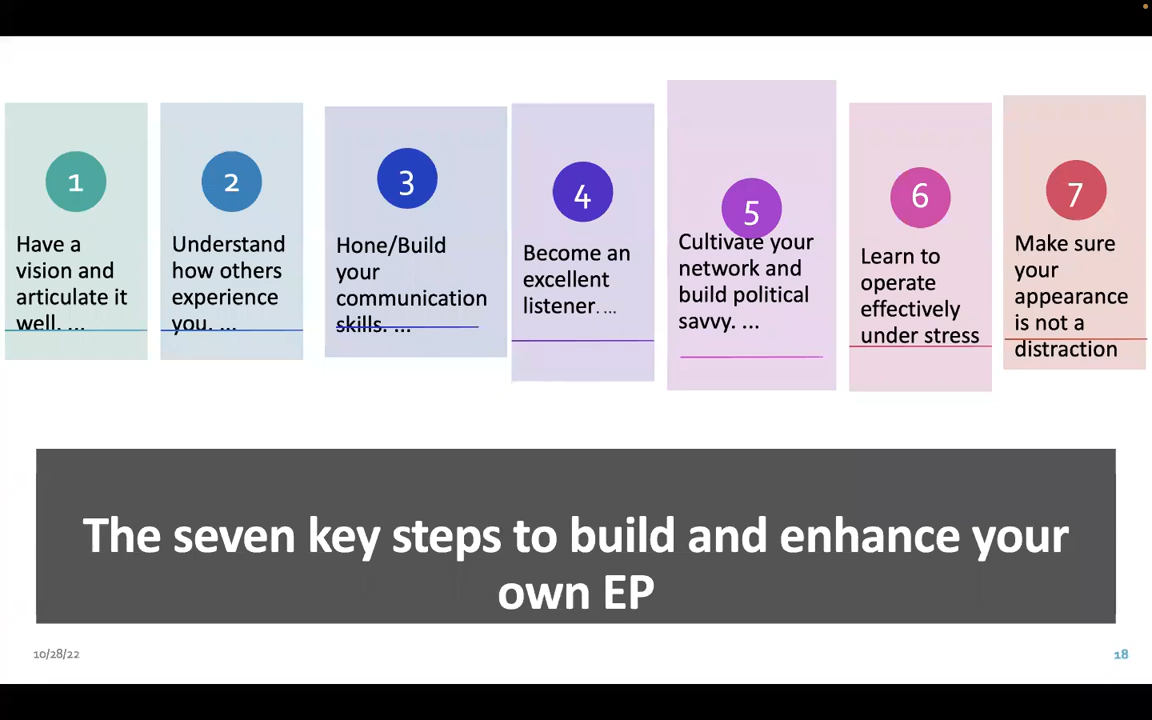 1
Have a
vision and
articulate it
well. ...
2
Understand
how others
experience
you. ...
3
Hone/Build
your
communication
skills. ...
4
Become an
excellent
listener. ...
5
Cultivate your
network and
build political
savvy. ...
6
Learn to
operate
effectively
under stress
7
Make sure
your
appearance
is not a
distraction
The seven key steps to build and enhance your
own EP
10/28/22
18